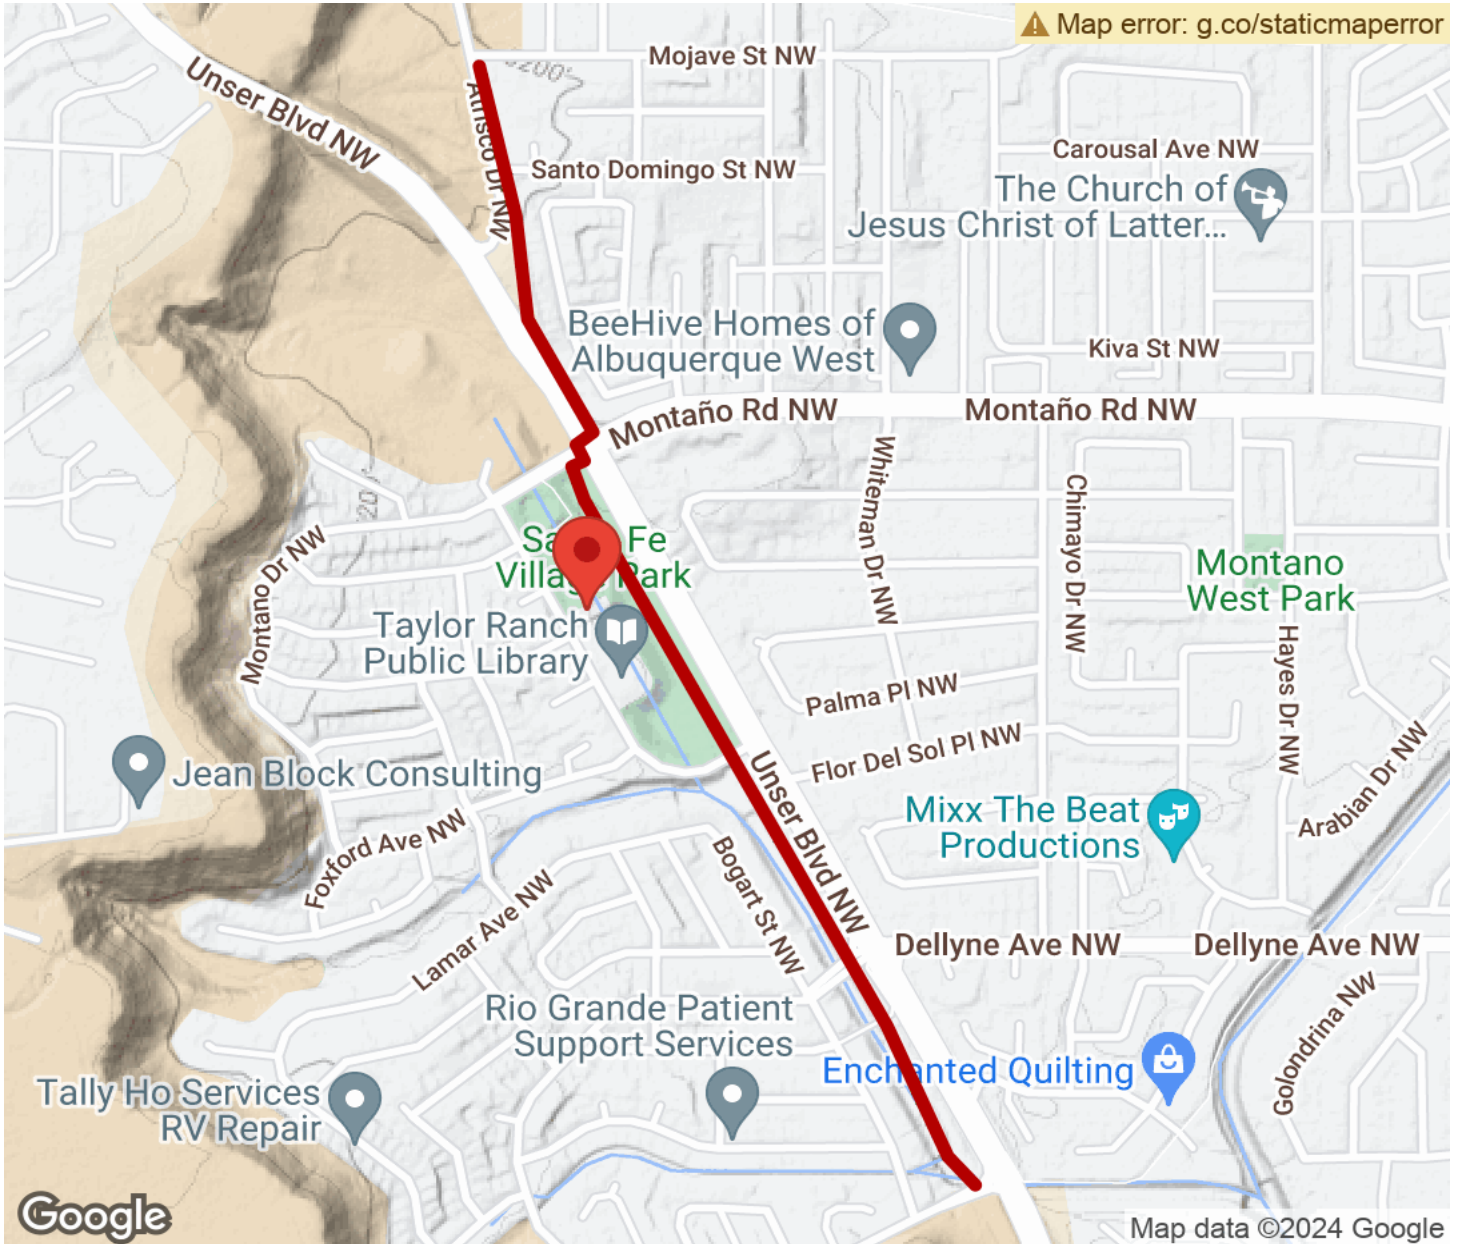 Map error: g.co/staticmaperror
Mojave St NW
Unser Blvd NW
5200'
Atrisco Dr NW
Santo Domingo St NW
Carousal Ave NW
The Church of
Jesus Christ of Latter...
BeeHive Homes of
Albuquerque West
Kiva St NW
Montaño Rd NW
Montaño Rd NW
Whiteman Dr NW
Chimayo Dr NW
Montano Dr NW
Fe
Village Park
Montano
West Park
Taylor Ranch
Public Library
Hayes Dr NW
Palma Pl NW
Flor Del Sol Pl NW
Arabian Dr NW
Jean Block Consulting
Unser Blvd NW
Mixx The Beat
Productions
Foxford Ave NW
Bogart St NW
Lamar Ave NW
Dellyne Ave NW
Dellyne Ave NW
Rio Grande Patient
Support Services
Golondrina NW
Enchanted Quilting
Tally Ho Services
RV Repair
Google
Map data ©2024 Google